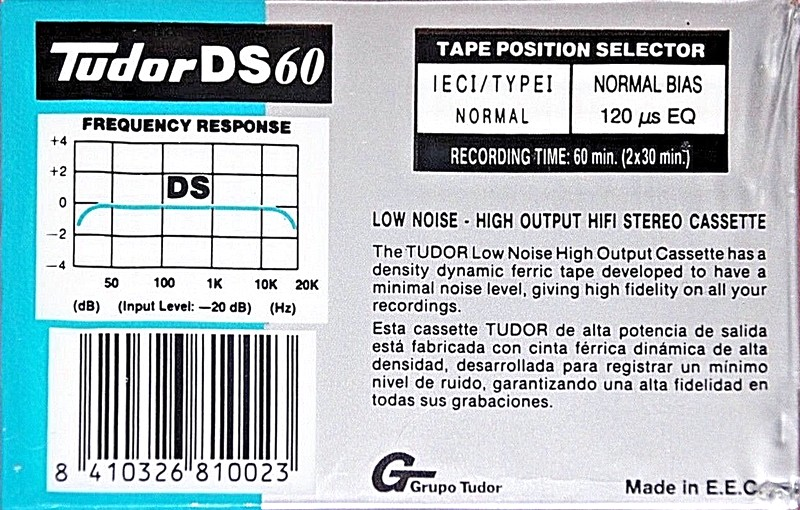 Tudor DS 60
FREQUENCY RESPONSE
+4
+2
0
−2
−4
DS
50 100 1K 10K 20K
(dB) (Input Level: —20 dB) (Hz)
8 410326 810023
TAPE POSITION SELECTOR
IECI/TYPEI NORMAL BIAS
NORMAL 120 µs EQ
RECORDING TIME: 60 min. (2x30 min.)
LOW NOISE - HIGH OUTPUT HIFI STEREO CASSETTE
The TUDOR Low Noise High Output Cassette has a
density dynamic ferric tape developed to have a
minimal noise level, giving high fidelity on all your
recordings.
Esta cassette TUDOR de alta potencia de salida
está fabricada con cinta férrica dinámica de alta
densidad, desarrollada para registrar un mínimo
nivel de ruido, garantizando una alta fidelidad en
todas sus grabaciones.
GT Grupo Tudor
Made in E.E.C.